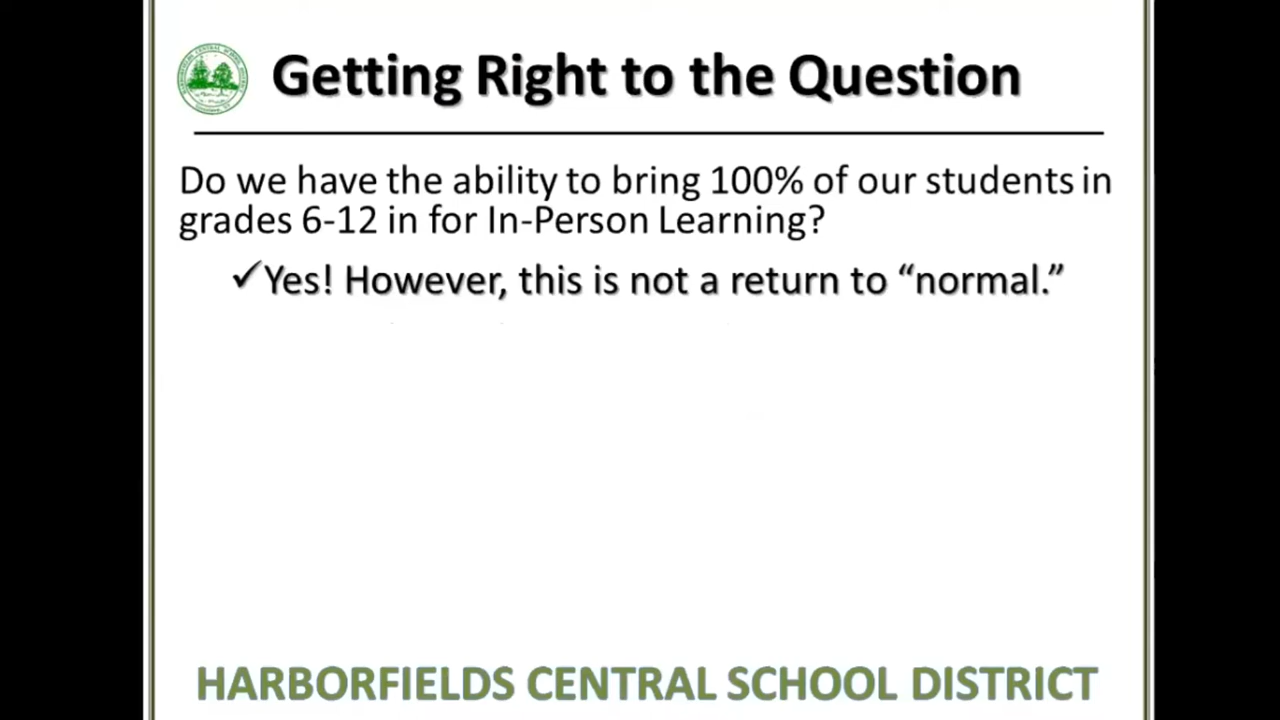 Getting Right to the Question
Do we have the ability to bring 100% of our students in
grades 6-12 in for In-Person Learning?
✓Yes! However, this is not a return to “normal.”
HARBORFIELDS CENTRAL SCHOOL DISTRICT